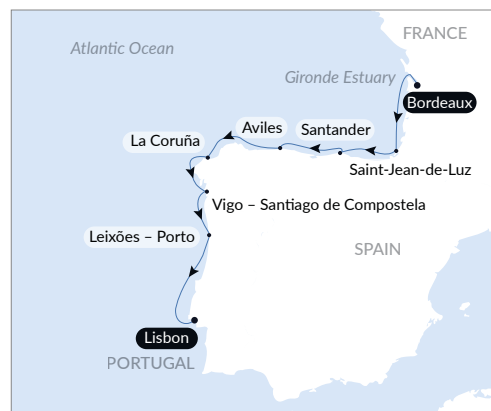 FRANCE
Atlantic Ocean
Gironde Estuary
Bordeaux
Aviles
Santander
La Coruña
Saint-Jean-de-Luz
Vigo – Santiago de Compostela
Leixões – Porto
SPAIN
Lisbon
PORTUGAL